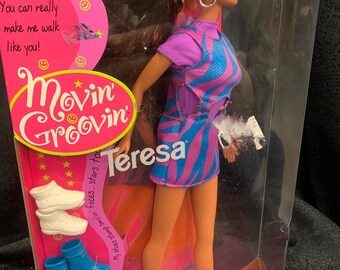 You can really
make me walk
like you!
Movin'
Groovin'
Teresa